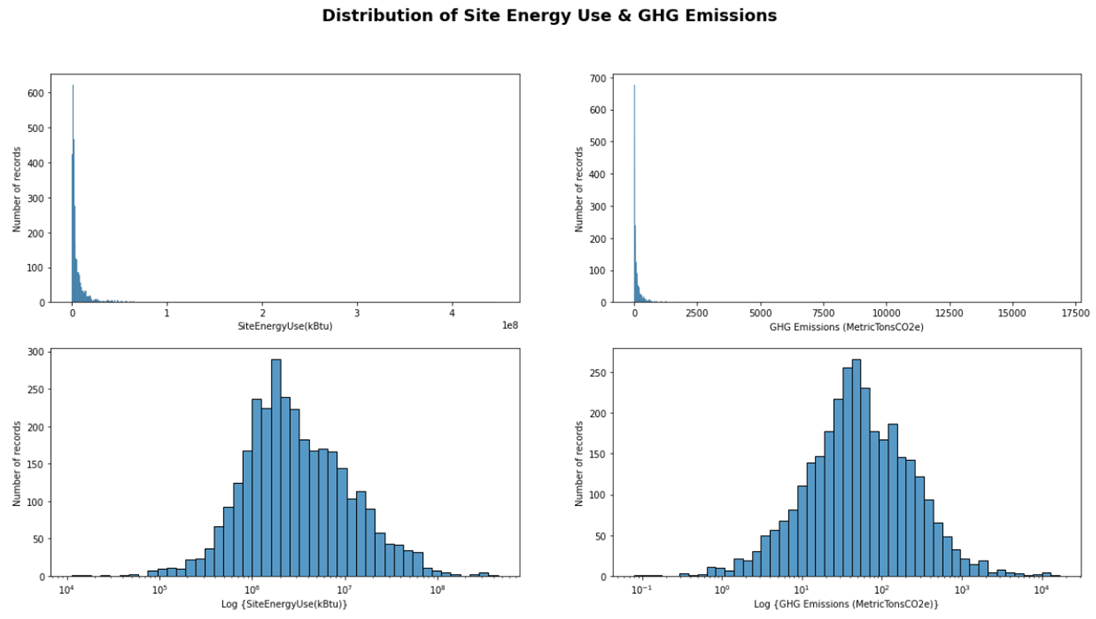 Distribution of Site Energy Use & GHG Emissions
Number of records
600
500
400
300
200
100
0
0 1 2 3 4
1e8
SiteEnergyUse(kBtu)
Number of records
700
600
500
400
300
200
100
0
0 2500 5000 7500 10000 12500 15000 17500
GHG Emissions (MetricTonsCO2e)
Number of records
300
250
200
150
100
50
0
10⁴ 10⁵ 10⁶ 10⁷ 10⁸
Log {SiteEnergyUse(kBtu)}
Number of records
250
200
150
100
50
0
10⁻¹ 10⁰ 10¹ 10² 10³ 10⁴
Log {GHG Emissions (MetricTonsCO2e)}